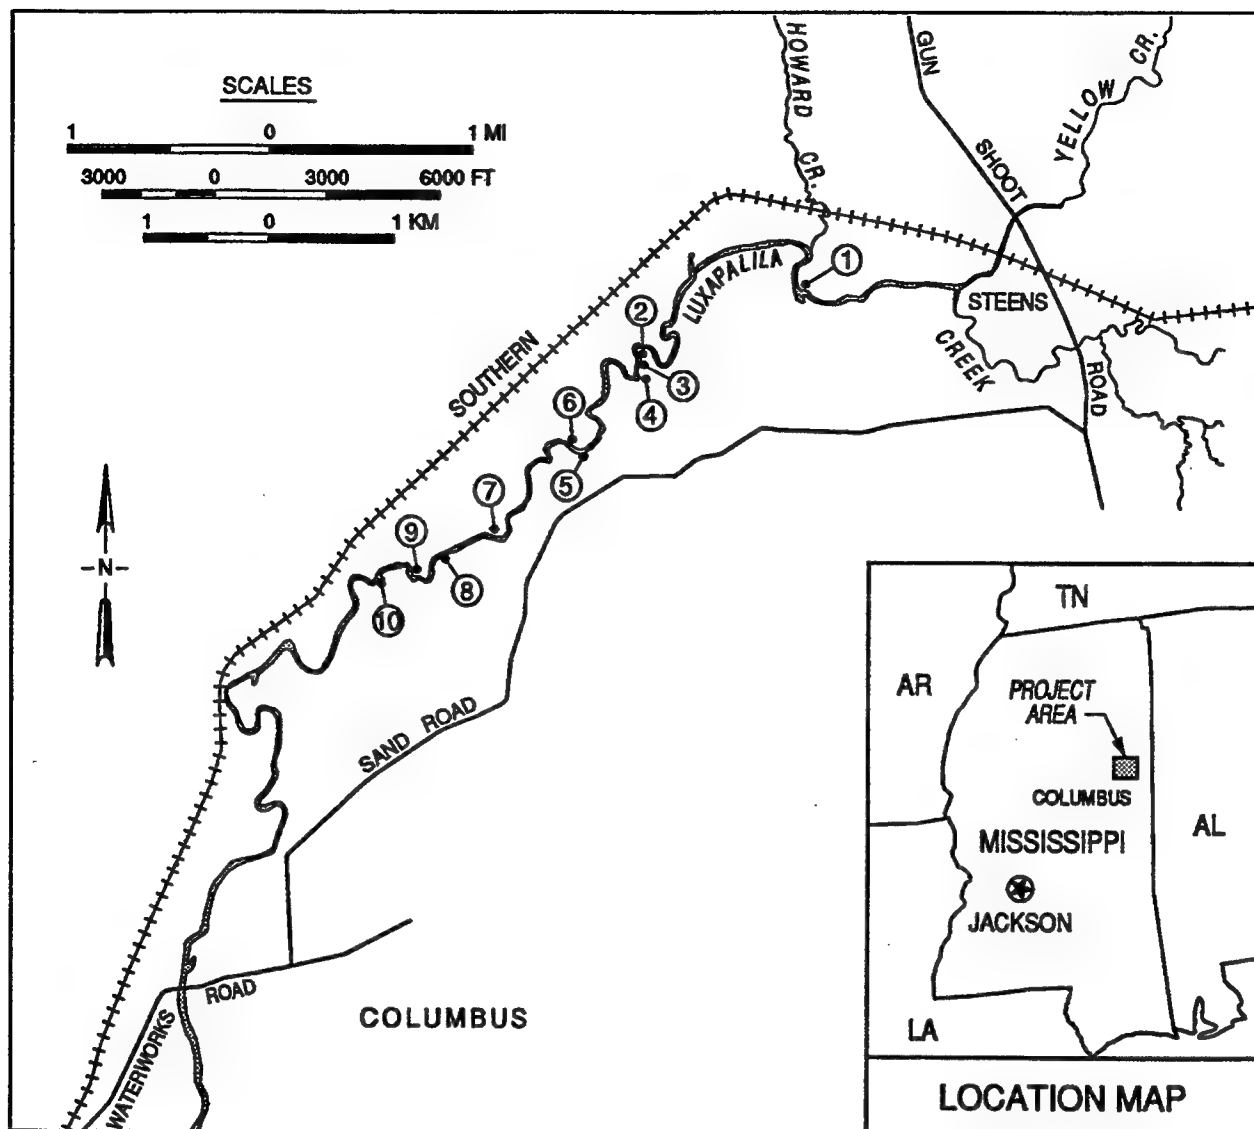 SCALES
1 0 1 MI
3000 0 3000 6000 FT
1 0 1 KM
HOWARD CR.
GUN SHOOT ROAD
YELLOW CR.
LUXAPALILA CREEK
STEENS
SOUTHERN
1
2
3
4
6
5
7
9
8
10
-N-
SAND ROAD
WATERWORKS ROAD
COLUMBUS
TN
AR
PROJECT
AREA
COLUMBUS
MISSISSIPPI
AL
JACKSON
LA
LOCATION MAP